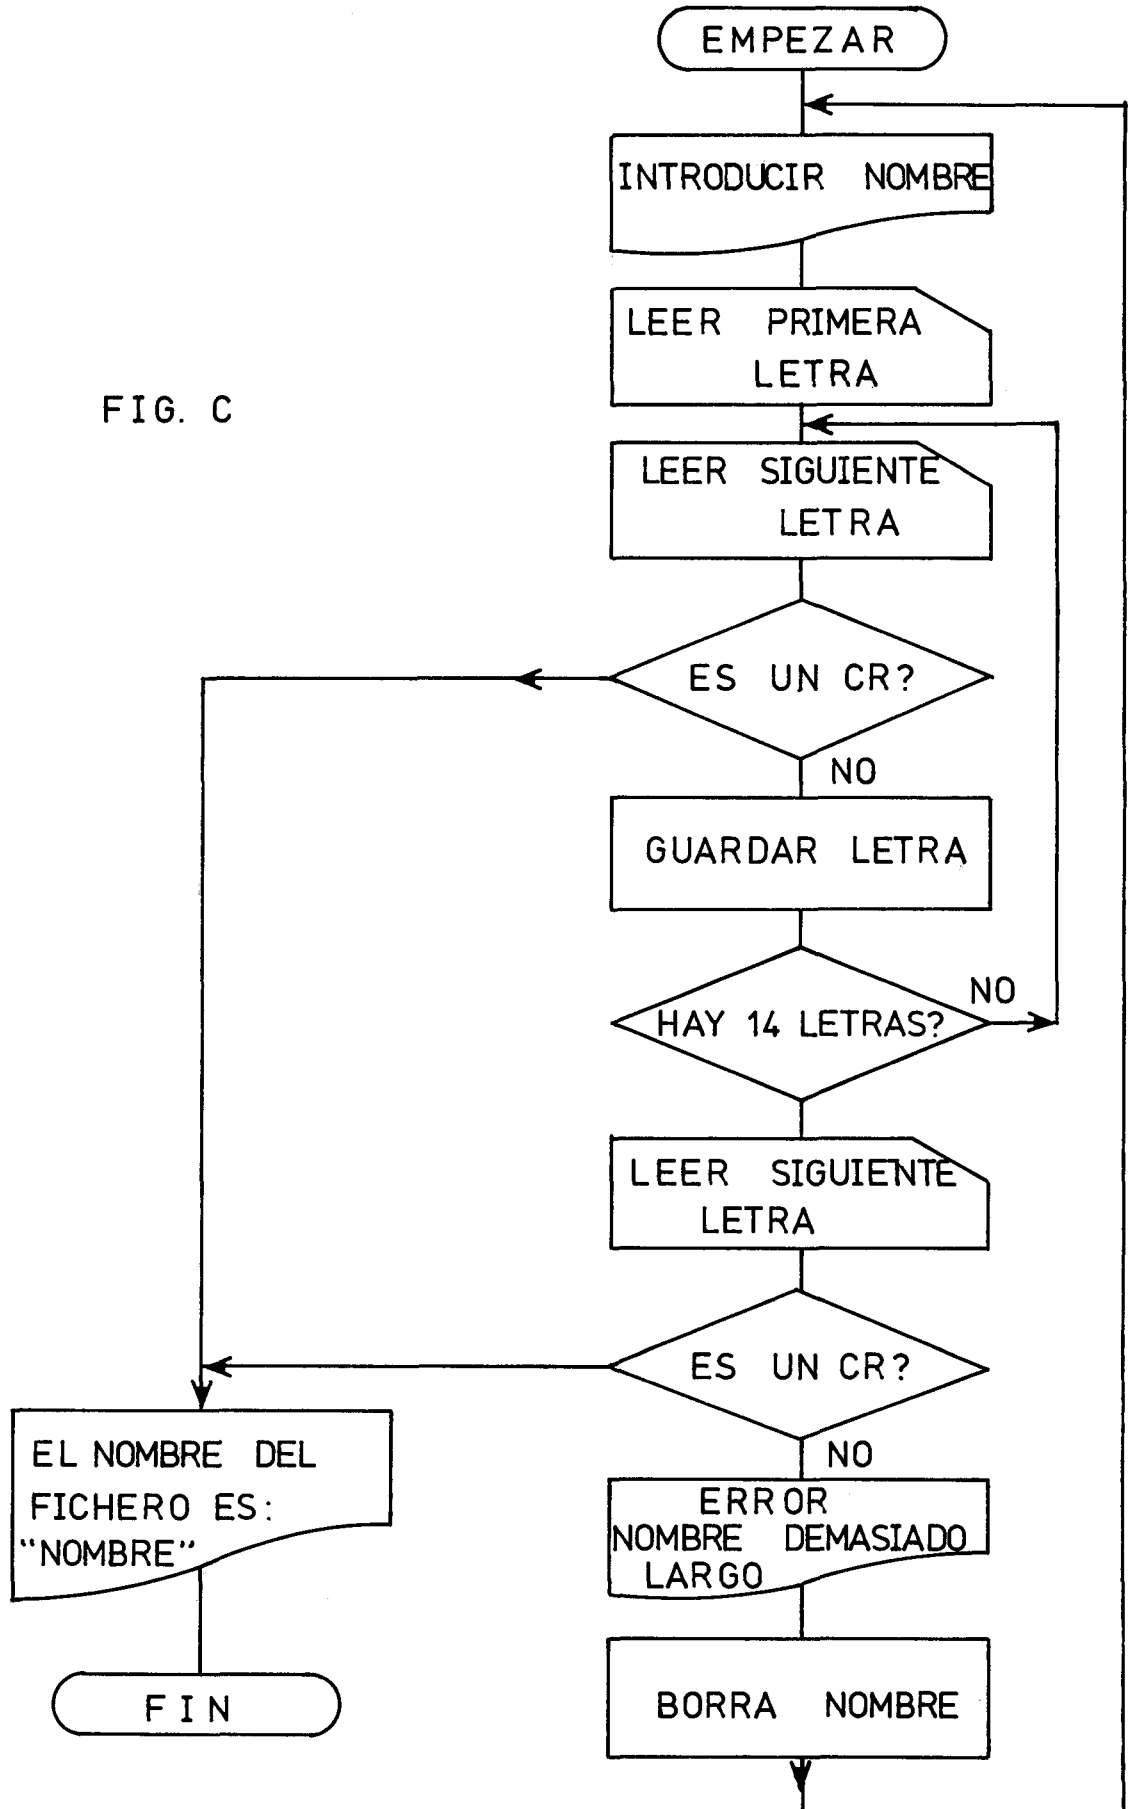 EMPEZAR
INTRODUCIR NOMBRE
LEER PRIMERA
LETRA
FIG. C
LEER SIGUIENTE
LETRA
ES UN CR?
NO
GUARDAR LETRA
NO
HAY 14 LETRAS?
LEER SIGUIENTE
LETRA
ES UN CR?
NO
EL NOMBRE DEL
FICHERO ES:
"NOMBRE"
ERROR
NOMBRE DEMASIADO
LARGO
BORRA NOMBRE
FIN